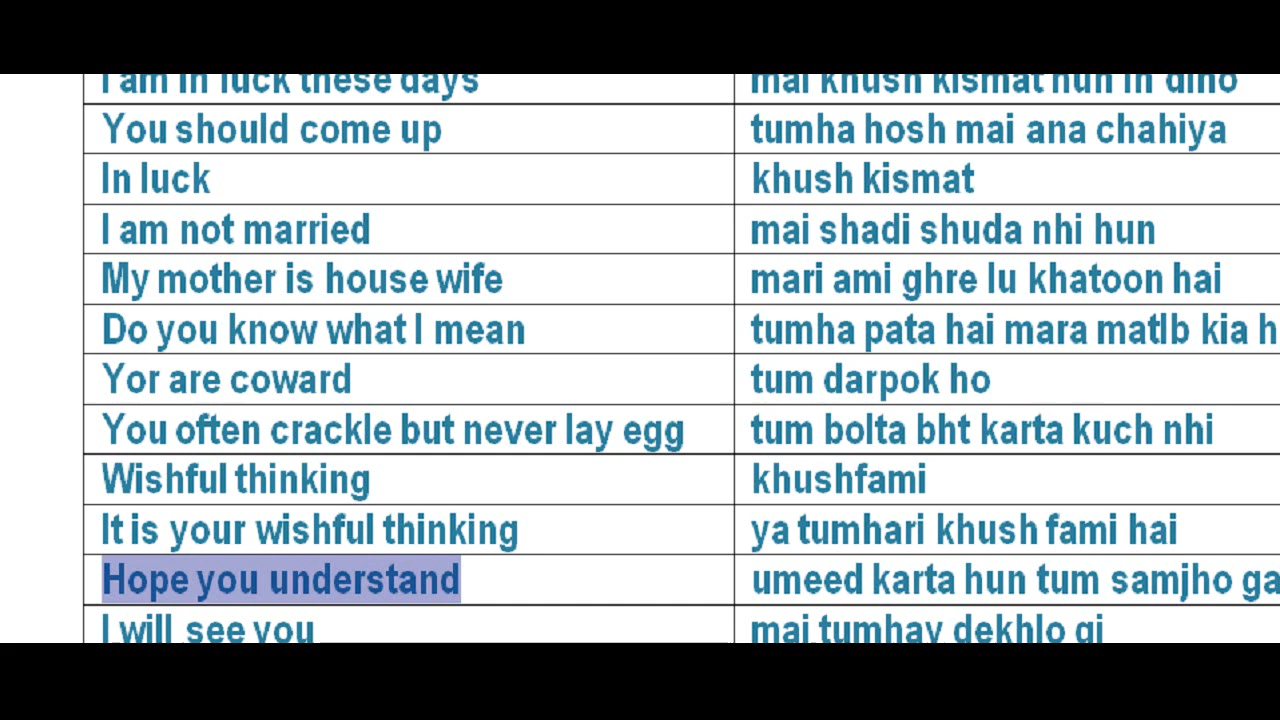 I am in luck these days mai khush kismat hun in dino
You should come up tumha hosh mai ana chahiya
In luck khush kismat
I am not married mai shadi shuda nhi hun
My mother is house wife mari ami ghre lu khatoon hai
Do you know what I mean tumha pata hai mara matlb kia h
Yor are coward tum darpok ho
You often crackle but never lay egg tum bolta bht karta kuch nhi
Wishful thinking khushfami
It is your wishful thinking ya tumhari khush fami hai
Hope you understand umeed karta hun tum samjho ga
I will see you mai tumhay dekhlo gi